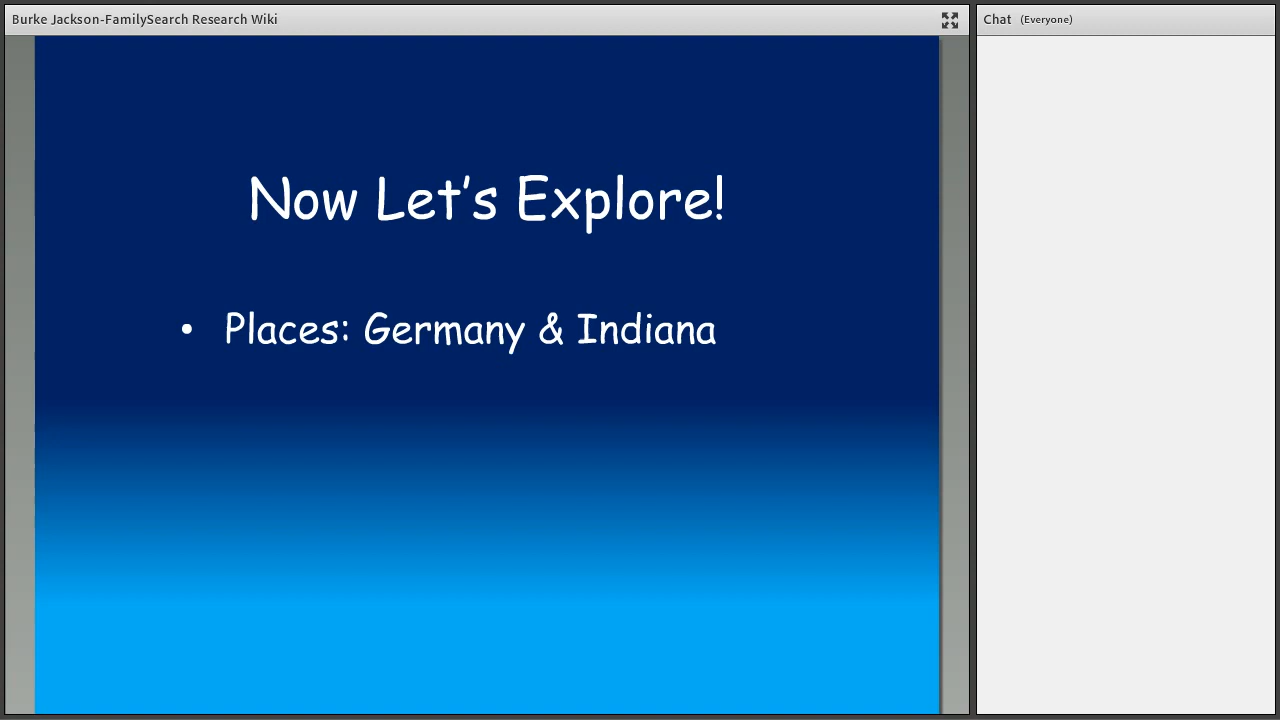 Burke Jackson-FamilySearch Research Wiki
Chat (Everyone)
Now Let’s Explore!
• Places: Germany & Indiana